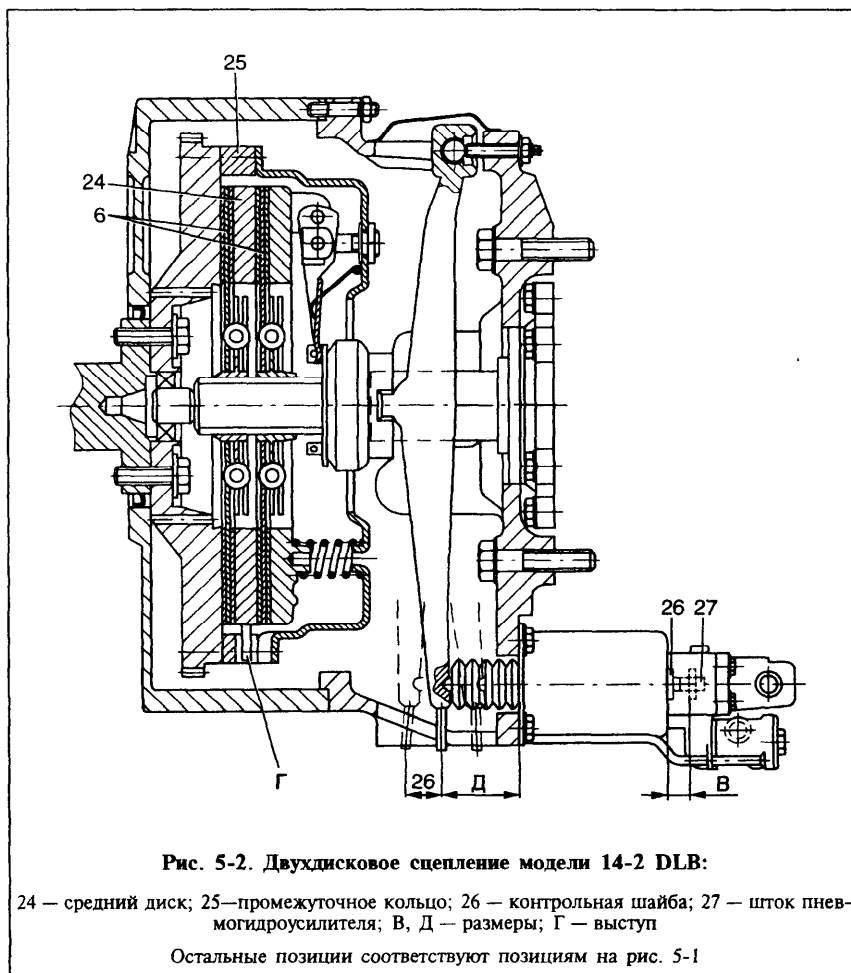 25
24
6
26 27
Г
26
Д
В
Рис. 5-2. Двухдисковое сцепление модели 14-2 DLB:
24 — средний диск; 25—промежуточное кольцо; 26 — контрольная шайба; 27 — шток пнев-
могидроусилителя; В, Д — размеры; Г — выступ
Остальные позиции соответствуют позициям на рис. 5-1